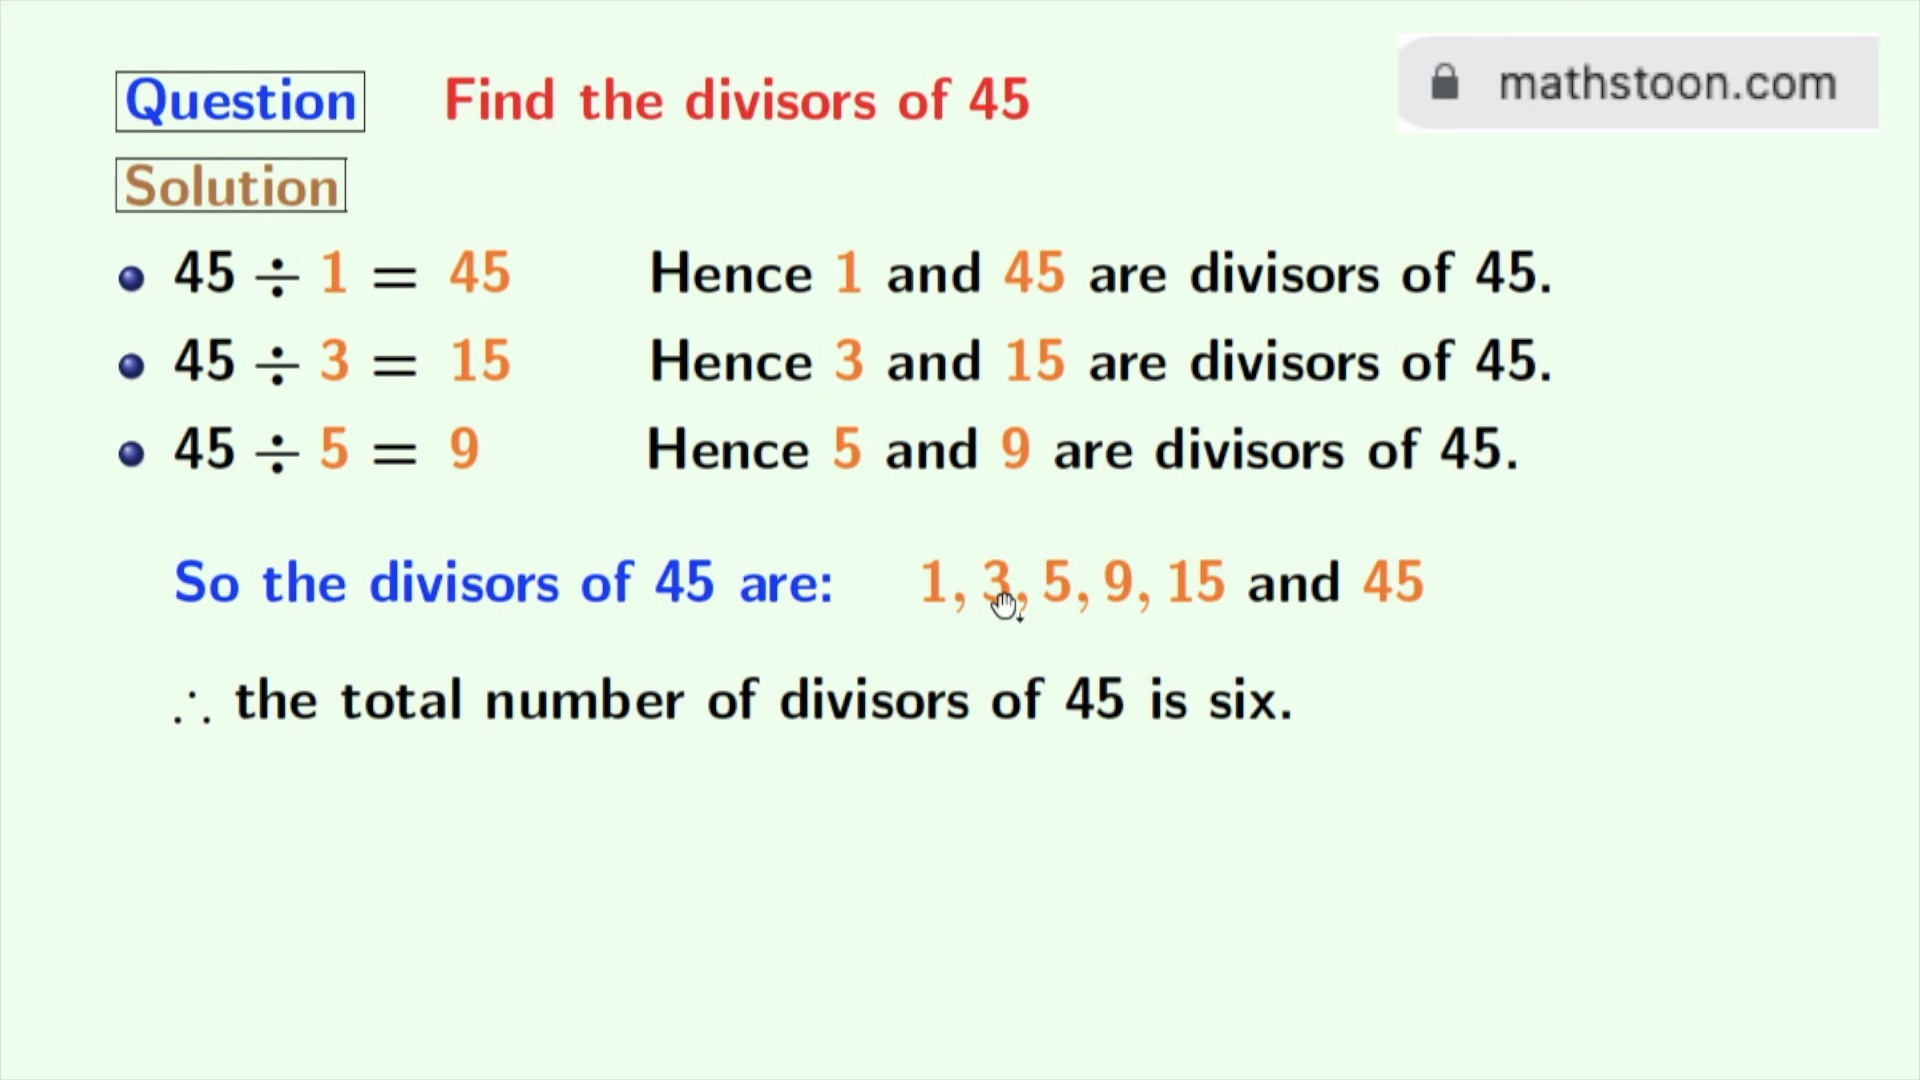 Question Find the divisors of 45
mathstoon.com
Solution
45 ÷ 1 = 45 Hence 1 and 45 are divisors of 45.
45 ÷ 3 = 15 Hence 3 and 15 are divisors of 45.
45 ÷ 5 = 9 Hence 5 and 9 are divisors of 45.
So the divisors of 45 are: 1, 3, 5, 9, 15 and 45
∴ the total number of divisors of 45 is six.